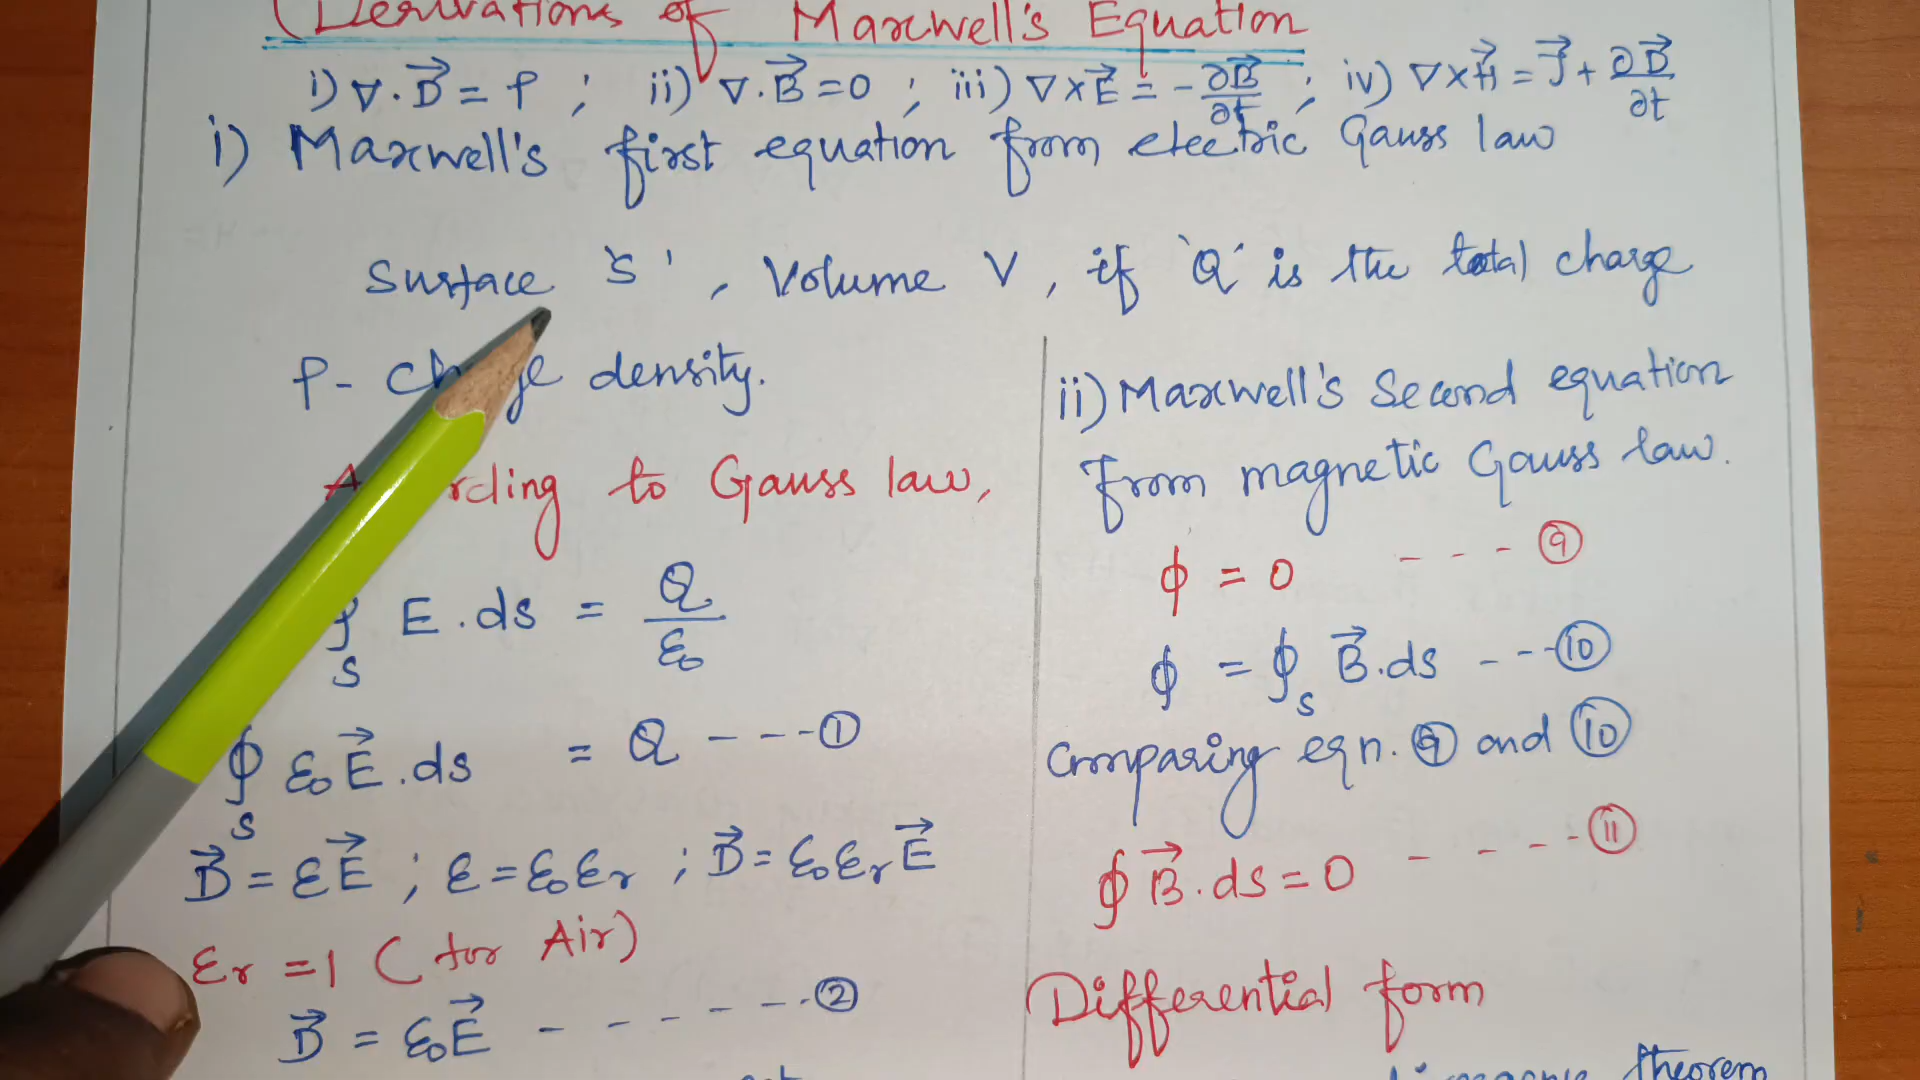 (Derivations of Maxwell's Equation
i) ∇·D⃗ = ρ ; ii) ∇·B⃗ = 0 ; iii) ∇×E⃗ = -∂B⃗/∂t ; iv) ∇×H⃗ = J⃗ + ∂D⃗/∂t
i) Maxwell's first equation from electric Gauss law
Surface 's', Volume V, if 'Q' is the total charge
ρ - charge density.
According to Gauss law,
∮s E.ds = Q/ε₀
∮s ε₀E⃗.ds = Q - - - - ①
D⃗ = εE⃗ ; ε = ε₀εr ; D⃗ = ε₀εrE⃗
εr = 1 (for Air)
D⃗ = ε₀E⃗ - - - - - - ②
ii) Maxwell's Second equation
from magnetic Gauss law.
ϕ = 0 - - - ⑨
ϕ = ∮s B⃗.ds - - - ⑩
Comparing eqn. ⑨ and ⑩
∮ B⃗.ds = 0 - - - - ⑪
Differential form
theorem